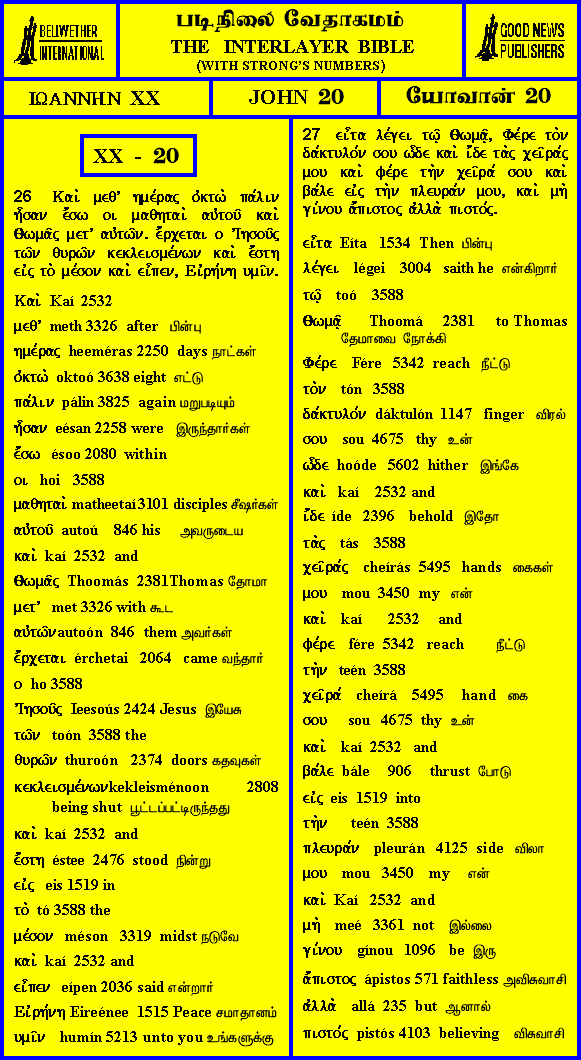 BELLWETHER
INTERNATIONAL
படிநிலை வேதாகமம்
THE INTERLAYER BIBLE
(WITH STRONG'S NUMBERS)
GOOD NEWS
PUBLISHERS
ΙΩΑΝΝΗΝ XX
JOHN 20
யோவான் 20
XX - 20
26 Καὶ μεθ’ ημέρας ὀκτὼ πάλιν
ἦσαν ἔσω οι μαθηταὶ αὐτοῦ καὶ
Θωμᾶς μετ’ αὐτῶν. ἔρχεται ο Ἰησοῦς
τῶν θυρῶν κεκλεισμένων καὶ ἔστη
εἰς τὸ μέσον καὶ εἶπεν, Εἰρήνη υμῖν.
Καὶ Kaí 2532
μεθ’ meth 3326 after பின்பு
ημέρας heeméras 2250 days நாட்கள்
ὀκτὼ oktoó 3638 eight எட்டு
πάλιν pálin 3825 again மறுபடியும்
ἦσαν eésan 2258 were இருந்தார்கள்
ἔσω ésoo 2080 within
οι hoi 3588
μαθηταὶ matheetaí 3101 disciples சீஷர்கள்
αὐτοῦ autoú 846 his அவருடைய
καὶ kaí 2532 and
Θωμᾶς Thoomás 2381 Thomas தோமா
μετ’ met 3326 with கூட
αὐτῶν autoón 846 them அவர்கள்
ἔρχεται érchetai 2064 came வந்தார்
ο ho 3588
Ἰησοῦς Ieesoús 2424 Jesus இயேசு
τῶν toón 3588 the
θυρῶν thuroón 2374 doors கதவுகள்
κεκλεισμένων kekleisménoon 2808
being shut பூட்டப்பட்டிருந்தது
καὶ kaí 2532 and
ἔστη éstee 2476 stood நின்று
εἰς eis 1519 in
τὸ tó 3588 the
μέσον méson 3319 midst நடுவே
καὶ kaí 2532 and
εἶπεν eípen 2036 said என்றார்
Εἰρήνη Eireénee 1515 Peace சமாதானம்
υμῖν humín 5213 unto you உங்களுக்கு
27 εἶτα λέγει τῷ Θωμᾷ, Φέρε τὸν
δάκτυλόν σου ὧδε καὶ ἴδε τὰς χεῖράς
μου καὶ φέρε τὴν χεῖρά σου καὶ
βάλε εἰς τὴν πλευράν μου, καὶ μὴ
γίνου ἄπιστος ἀλλὰ πιστός.
εἶτα Eíta 1534 Then பின்பு
λέγει légei 3004 saith he என்கிறார்
τῷ toó 3588
Θωμᾷ Thoomá 2381 to Thomas
தேமாவை நோக்கி
Φέρε Fére 5342 reach நீட்டு
τὸν tón 3588
δάκτυλόν dáktulón 1147 finger விரல்
σου sou 4675 thy உன்
ὧδε hoóde 5602 hither இங்கே
καὶ kaí 2532 and
ἴδε íde 2396 behold இதோ
τὰς tás 3588
χεῖράς cheírás 5495 hands கைகள்
μου mou 3450 my என்
καὶ kaí 2532 and
φέρε fére 5342 reach நீட்டு
τὴν teén 3588
χεῖρά cheírá 5495 hand கை
σου sou 4675 thy உன்
καὶ kaí 2532 and
βάλε bále 906 thrust போடு
εἰς eis 1519 into
τὴν teén 3588
πλευράν pleurán 4125 side விலா
μου mou 3450 my என்
καὶ Kaí 2532 and
μὴ meé 3361 not இல்லை
γίνου gínou 1096 be இரு
ἄπιστος ápistos 571 faithless அவிசுவாசி
ἀλλὰ allá 235 but ஆனால்
πιστός pistós 4103 believing விசுவாசி